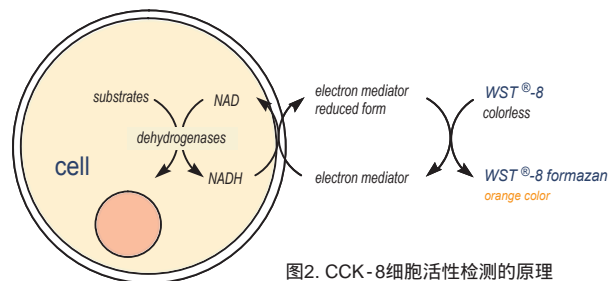 substrates
NAD
dehydrogenases
cell
NADH
electron mediator
reduced form
electron mediator
WST ®-8
colorless
WST ®-8 formazan
orange color
图2. CCK-8细胞活性检测的原理